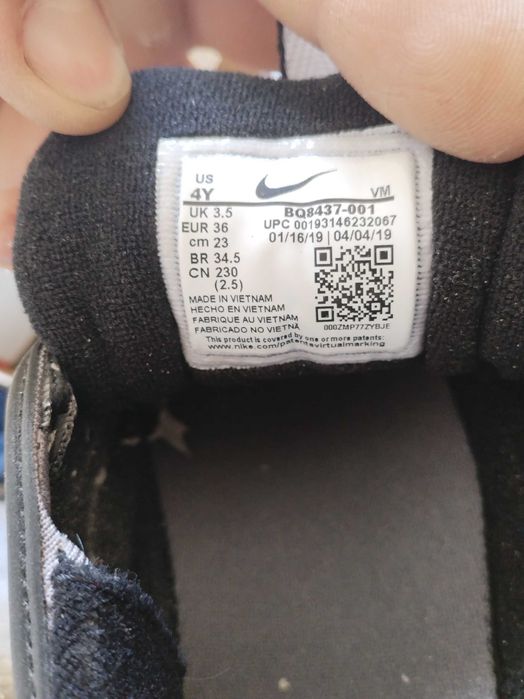 US
4Y
VM
UK 3.5
BQ8437-001
EUR 36
UPC 00193146232067
cm 23
01/16/19 | 04/04/19
BR 34.5
CN 230
(2.5)
MADE IN VIETNAM
HECHO EN VIETNAM
FABRIQUE AU VIETNAM
FABRICADO NO VIETNÃ
000ZMP77ZYBJE
This product is covered by one or more patents:
www.nike.com/patentsvirtualmarking